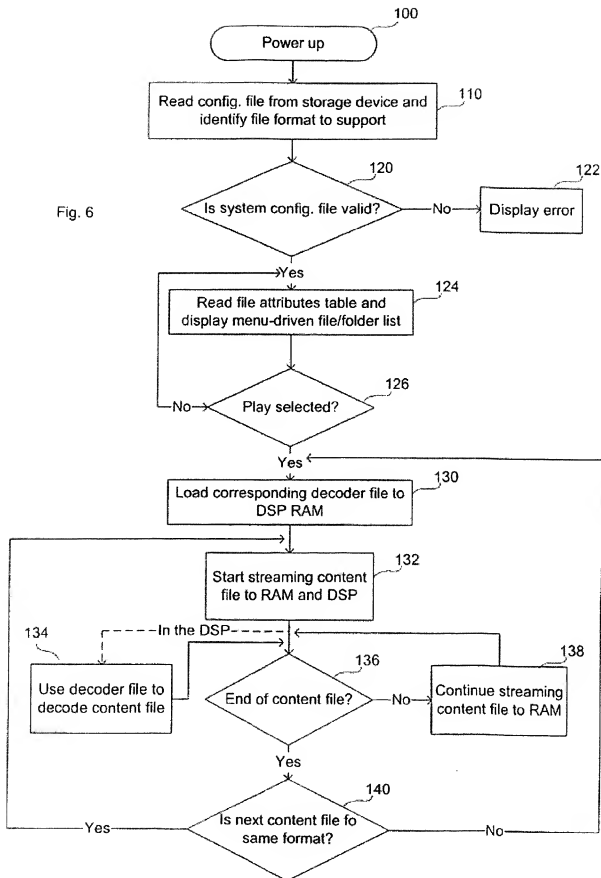 100
Power up
Read config. file from storage device and
identify file format to support
110
120
Is system config. file valid?
No
122
Display error
Fig. 6
Yes
124
Read file attributes table and
display menu-driven file/folder list
126
Play selected?
No
Yes
130
Load corresponding decoder file to
DSP RAM
132
Start streaming content
file to RAM and DSP
In the DSP
134
Use decoder file to
decode content file
136
End of content file?
No
138
Continue streaming
content file to RAM
Yes
140
Is next content file fo
same format?
Yes
No